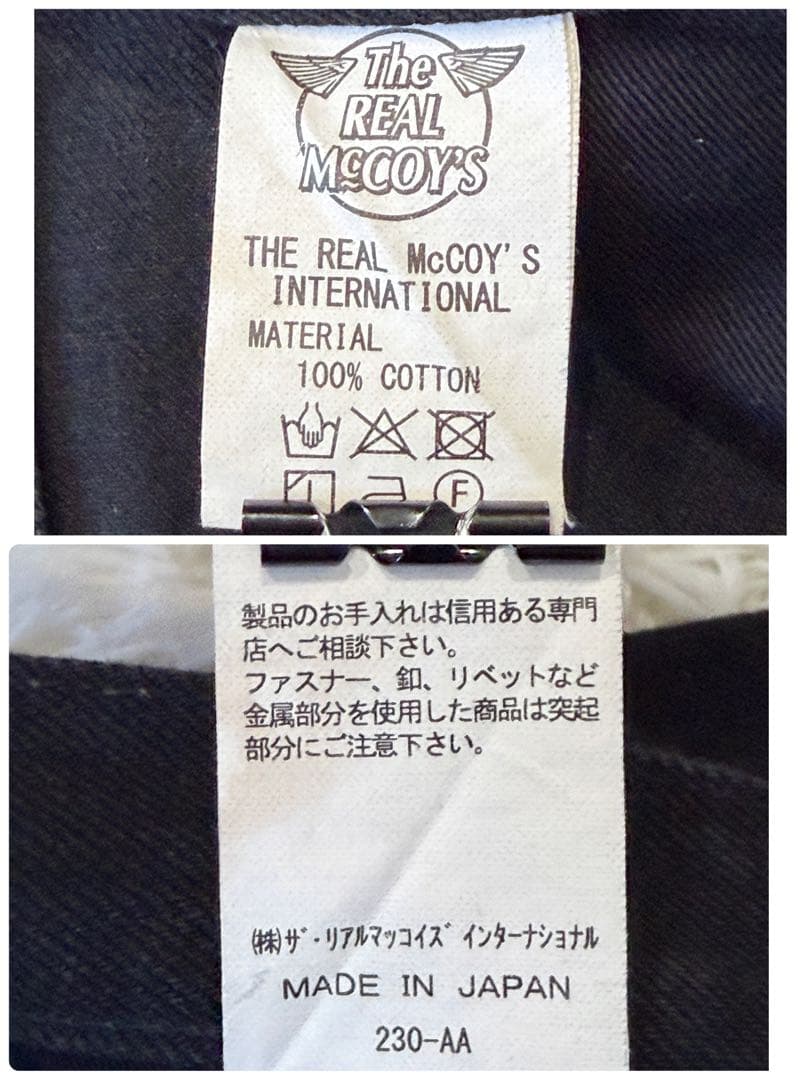 The
REAL
McCOY'S
THE REAL McCOY'S
INTERNATIONAL
MATERIAL
100% COTTON
F
製品のお手入れは信用ある専門
店へご相談下さい。
ファスナー、釦、リベットなど
金属部分を使用した商品は突起
部分にご注意下さい。
㈱ｻﾞ・ﾘｱﾙﾏｯｺｲｽﾞ ｲﾝﾀｰﾅｼｮﾅﾙ
MADE IN JAPAN
230-AA